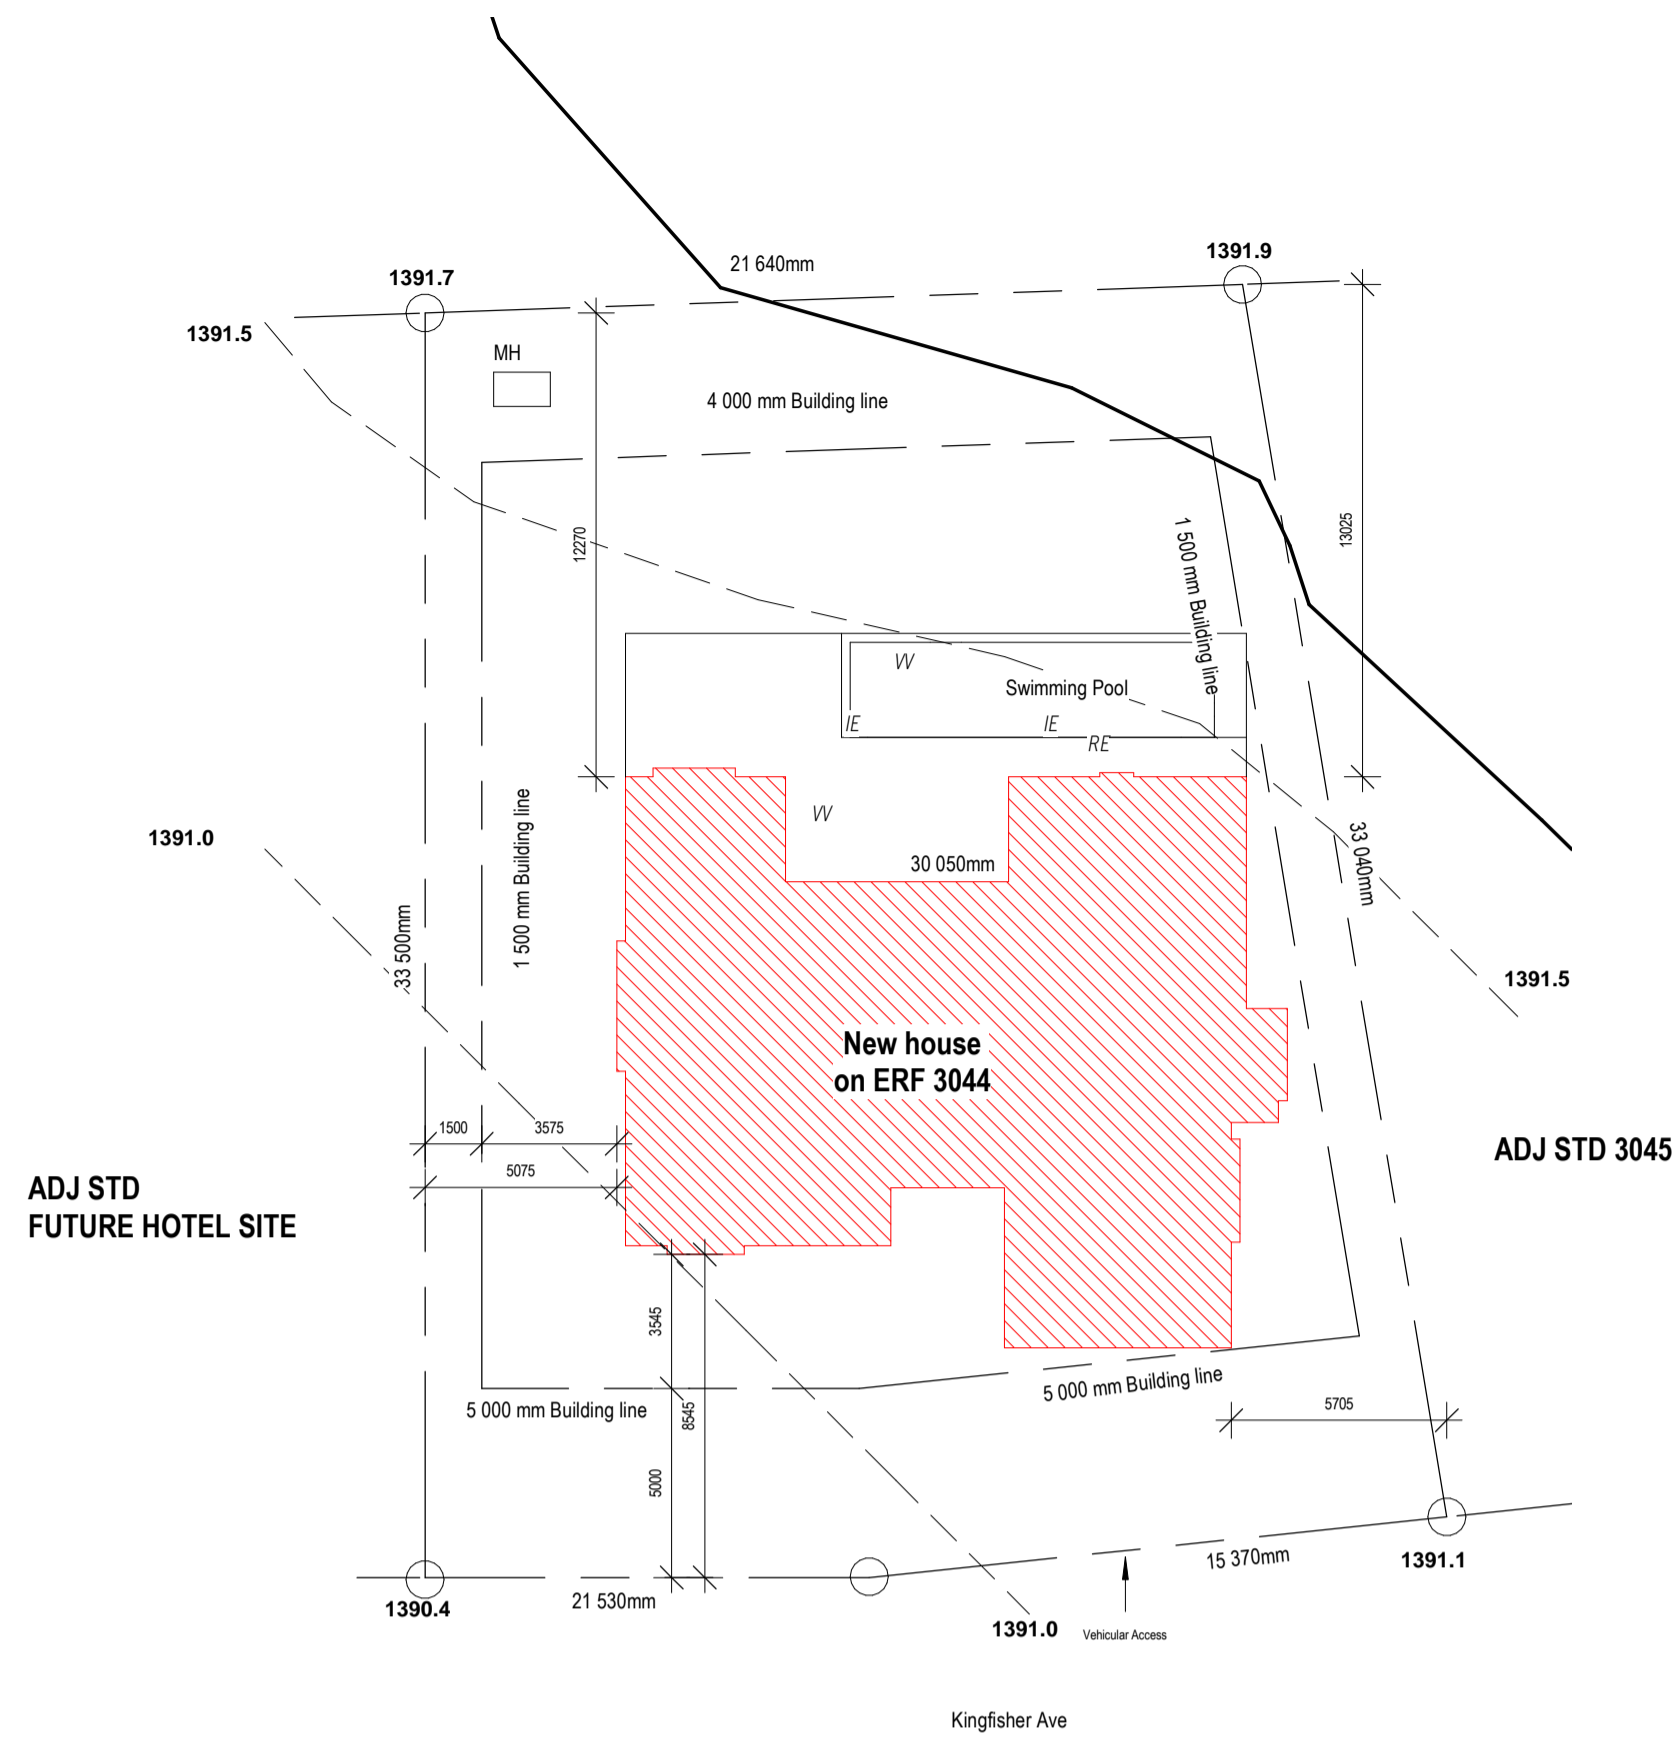 21 640mm
1391.9
1391.7
1391.5
MH
4 000 mm Building line
12270
13025
1 500 mm Building line
VV
Swimming Pool
IE
IE
RE
VV
1391.0
1 500 mm Building line
30 050mm
33 040mm
33 500mm
1391.5
New house
on ERF 3044
1500
3575
5075
ADJ STD 3045
ADJ STD
FUTURE HOTEL SITE
3545
5 000 mm Building line
5 000 mm Building line
8545
5705
5000
15 370mm
1391.1
21 530mm
1390.4
1391.0
Vehicular Access
Kingfisher Ave